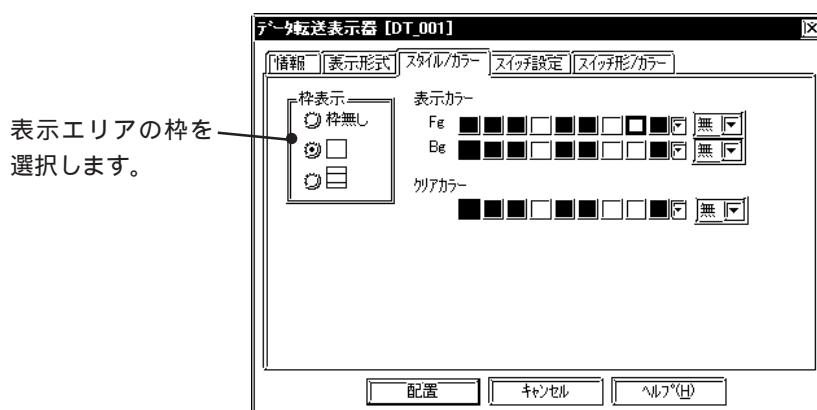 データ転送表示器 [DT_001]
情報 表示形式 スタイル/カラー スイッチ設定 スイッチ形/カラー
表示エリアの枠を
選択します。
枠表示
枠無し
表示カラー
Fg 無
Bg 無
クリアカラー
無
配置 キャンセル ヘルプ(H)